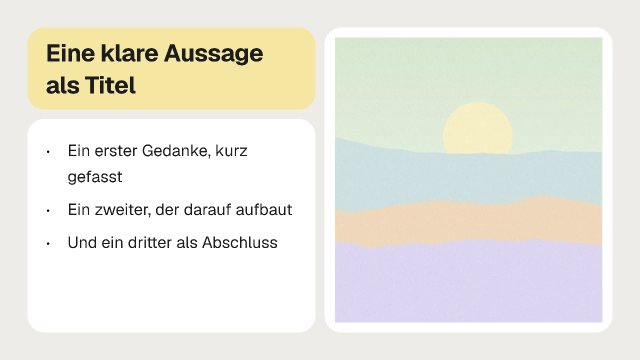 Eine klare Aussage
als Titel
· Ein erster Gedanke, kurz
gefasst
· Ein zweiter, der darauf aufbaut
· Und ein dritter als Abschluss